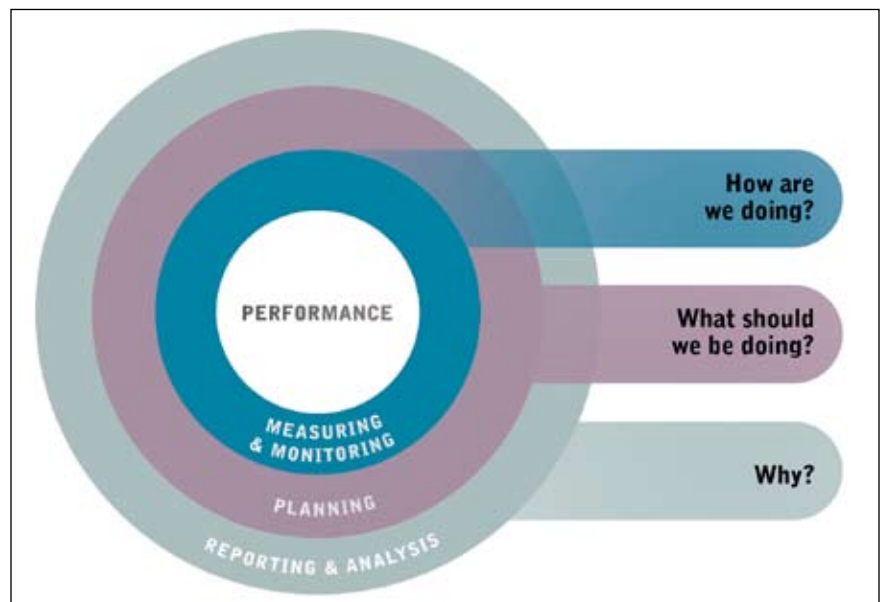 PERFORMANCE
MEASURING
& MONITORING
PLANNING
REPORTING & ANALYSIS
How are
we doing?
What should
we be doing?
Why?